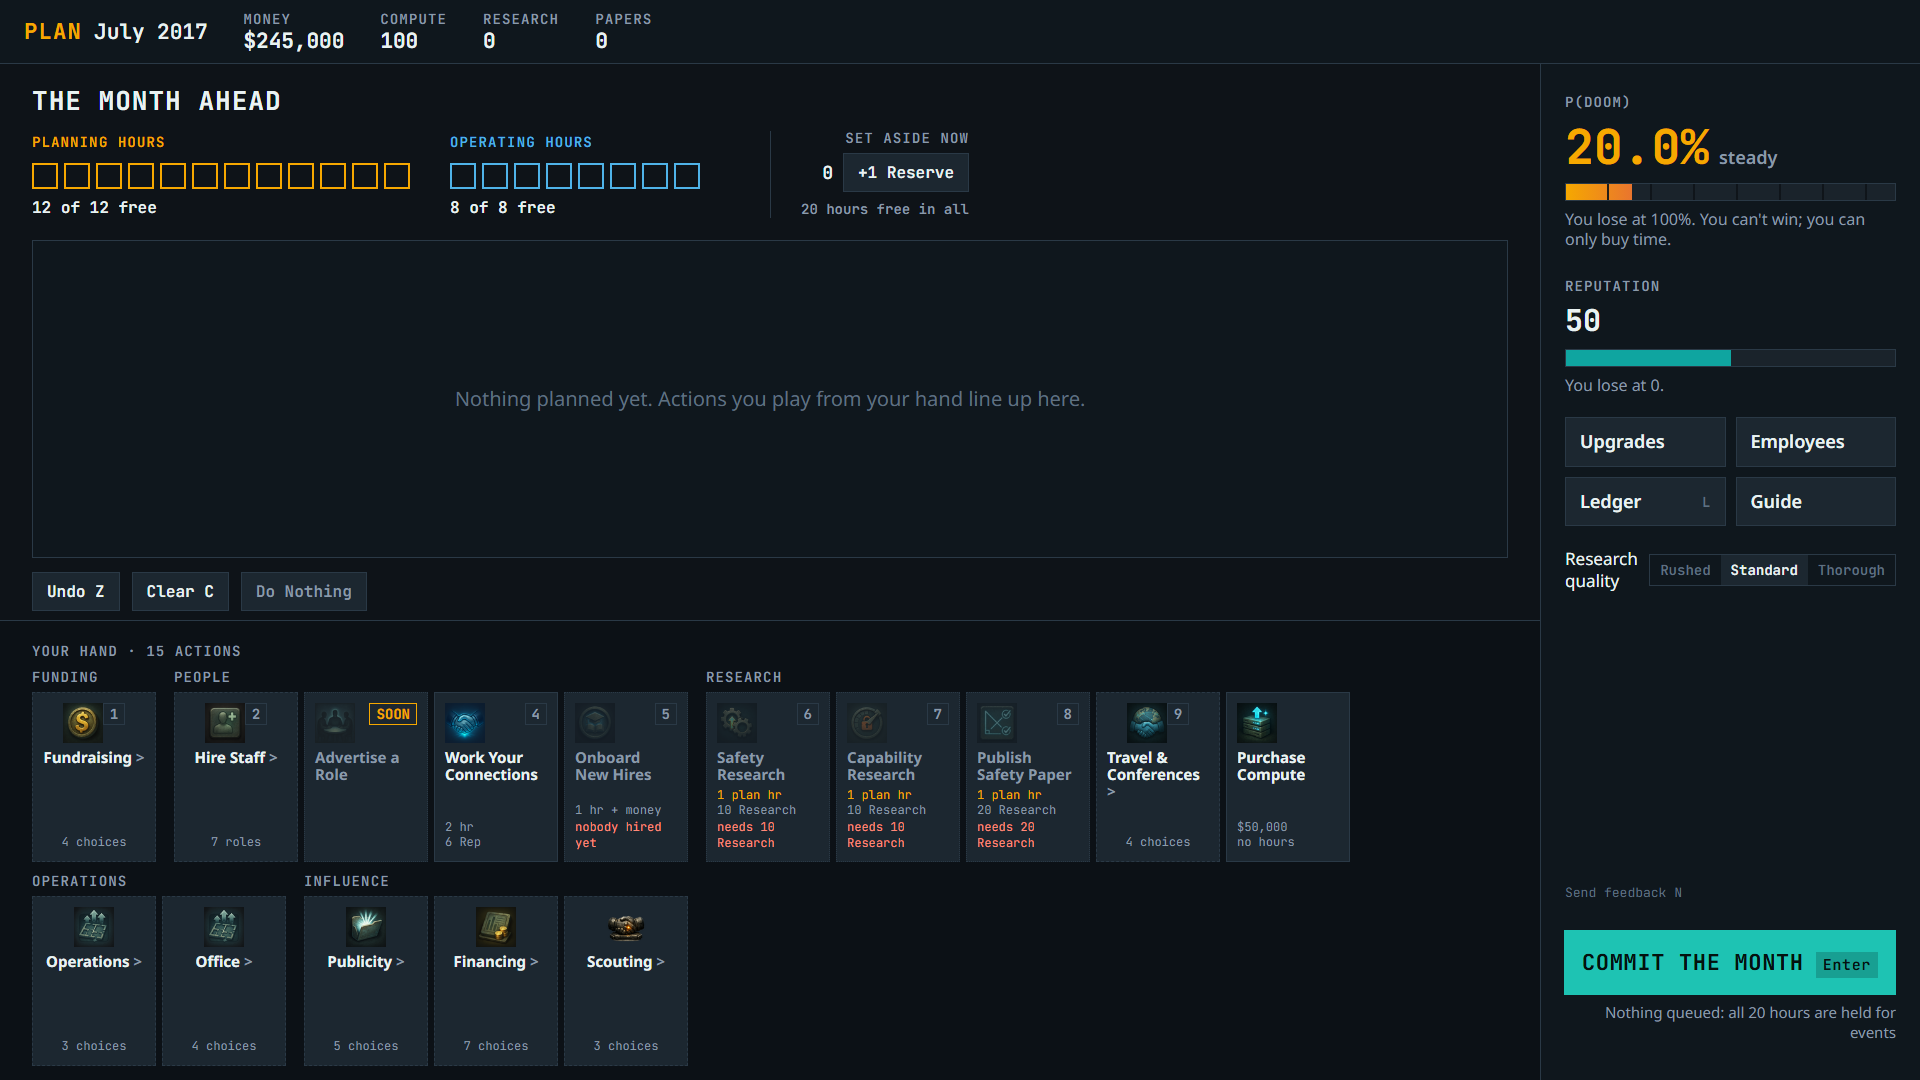 PLAN July 2017
MONEY
$245,000
COMPUTE
100
RESEARCH
0
PAPERS
0
THE MONTH AHEAD
PLANNING HOURS
12 of 12 free
OPERATING HOURS
8 of 8 free
SET ASIDE NOW
0 +1 Reserve
20 hours free in all
Nothing planned yet. Actions you play from your hand line up here.
Undo Z
Clear C
Do Nothing
YOUR HAND · 15 ACTIONS
FUNDING
1
Fundraising >
4 choices
PEOPLE
2
Hire Staff >
7 roles
SOON
Advertise a
Role
4
Work Your
Connections
2 hr
6 Rep
5
Onboard
New Hires
1 hr + money
nobody hired
yet
RESEARCH
6
Safety
Research
1 plan hr
10 Research
needs 10
Research
7
Capability
Research
1 plan hr
10 Research
needs 10
Research
8
Publish
Safety Paper
1 plan hr
20 Research
needs 20
Research
9
Travel &
Conferences
>
4 choices
Purchase
Compute
$50,000
no hours
OPERATIONS
Operations >
3 choices
Office >
4 choices
INFLUENCE
Publicity >
5 choices
Financing >
7 choices
Scouting >
3 choices
P(DOOM)
20.0% steady
You lose at 100%. You can't win; you can
only buy time.
REPUTATION
50
You lose at 0.
Upgrades
Employees
Ledger L
Guide
Research
quality
Rushed
Standard
Thorough
Send feedback N
COMMIT THE MONTH Enter
Nothing queued: all 20 hours are held for
events